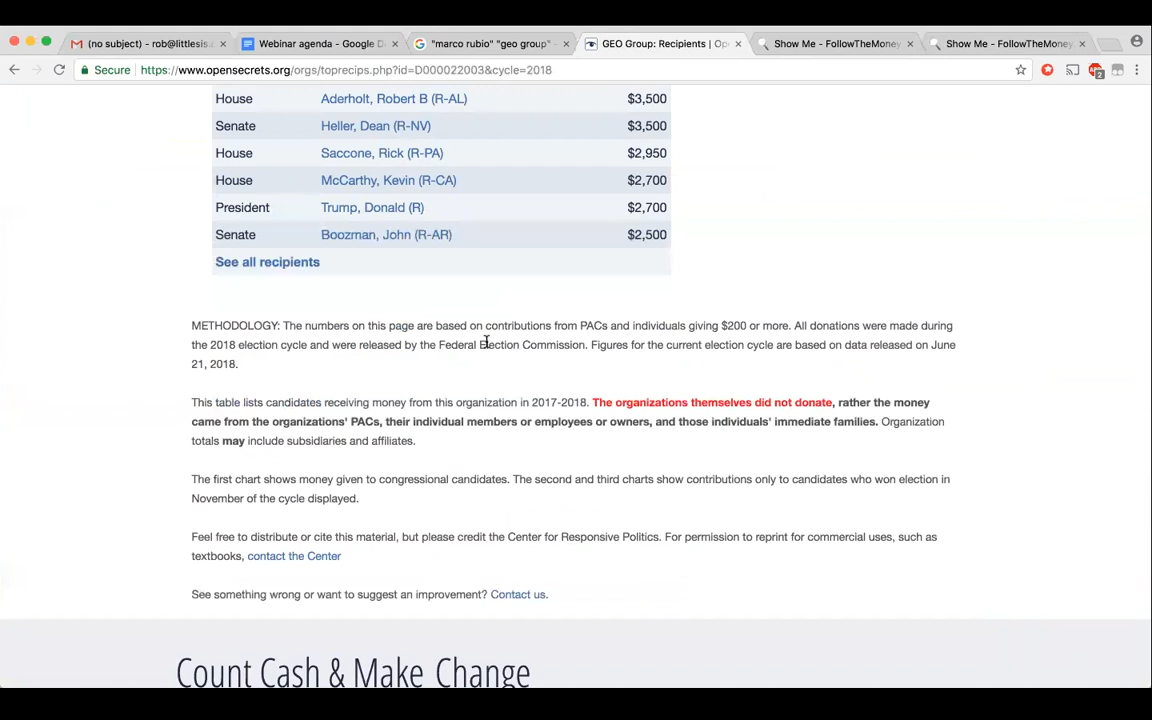 (no subject) - rob@littlesis.
Webinar agenda - Google D
"marco rubio" "geo group" -
GEO Group: Recipients | Op
Show Me - FollowTheMoney
Show Me - FollowTheMoney
Secure
https://www.opensecrets.org/orgs/toprecips.php?id=D000022003&cycle=2018
2
House Aderholt, Robert B (R-AL) $3,500
Senate Heller, Dean (R-NV) $3,500
House Saccone, Rick (R-PA) $2,950
House McCarthy, Kevin (R-CA) $2,700
President Trump, Donald (R) $2,700
Senate Boozman, John (R-AR) $2,500
See all recipients
METHODOLOGY: The numbers on this page are based on contributions from PACs and individuals giving $200 or more. All donations were made during
the 2018 election cycle and were released by the Federal Election Commission. Figures for the current election cycle are based on data released on June
21, 2018.
This table lists candidates receiving money from this organization in 2017-2018. The organizations themselves did not donate, rather the money
came from the organizations' PACs, their individual members or employees or owners, and those individuals' immediate families. Organization
totals may include subsidiaries and affiliates.
The first chart shows money given to congressional candidates. The second and third charts show contributions only to candidates who won election in
November of the cycle displayed.
Feel free to distribute or cite this material, but please credit the Center for Responsive Politics. For permission to reprint for commercial uses, such as
textbooks, contact the Center
See something wrong or want to suggest an improvement? Contact us.
Count Cash & Make Change